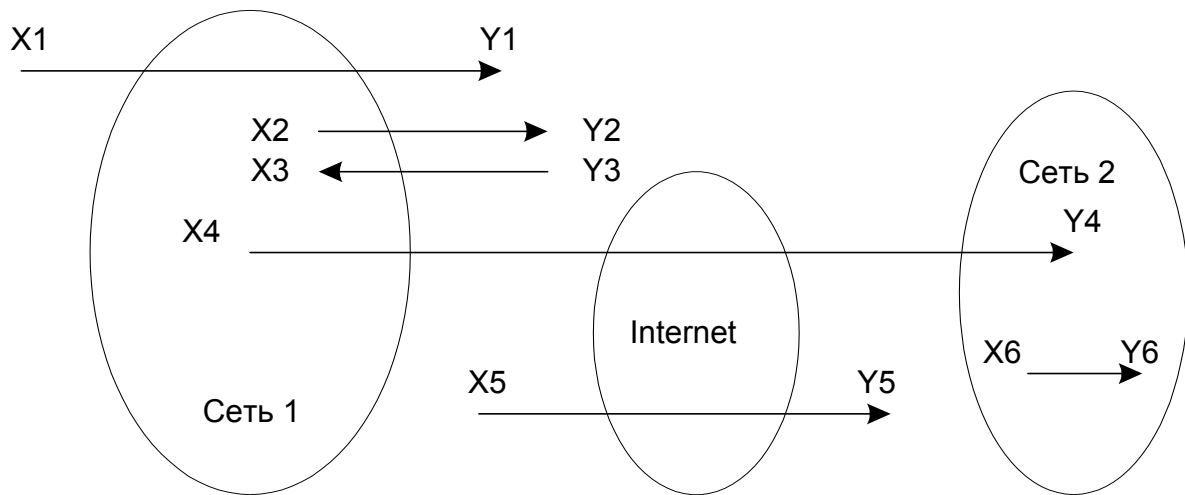 X1 Y1
X2 Y2
X3 Y3
Сеть 2
X4 Y4
Internet
X6 Y6
X5 Y5
Сеть 1